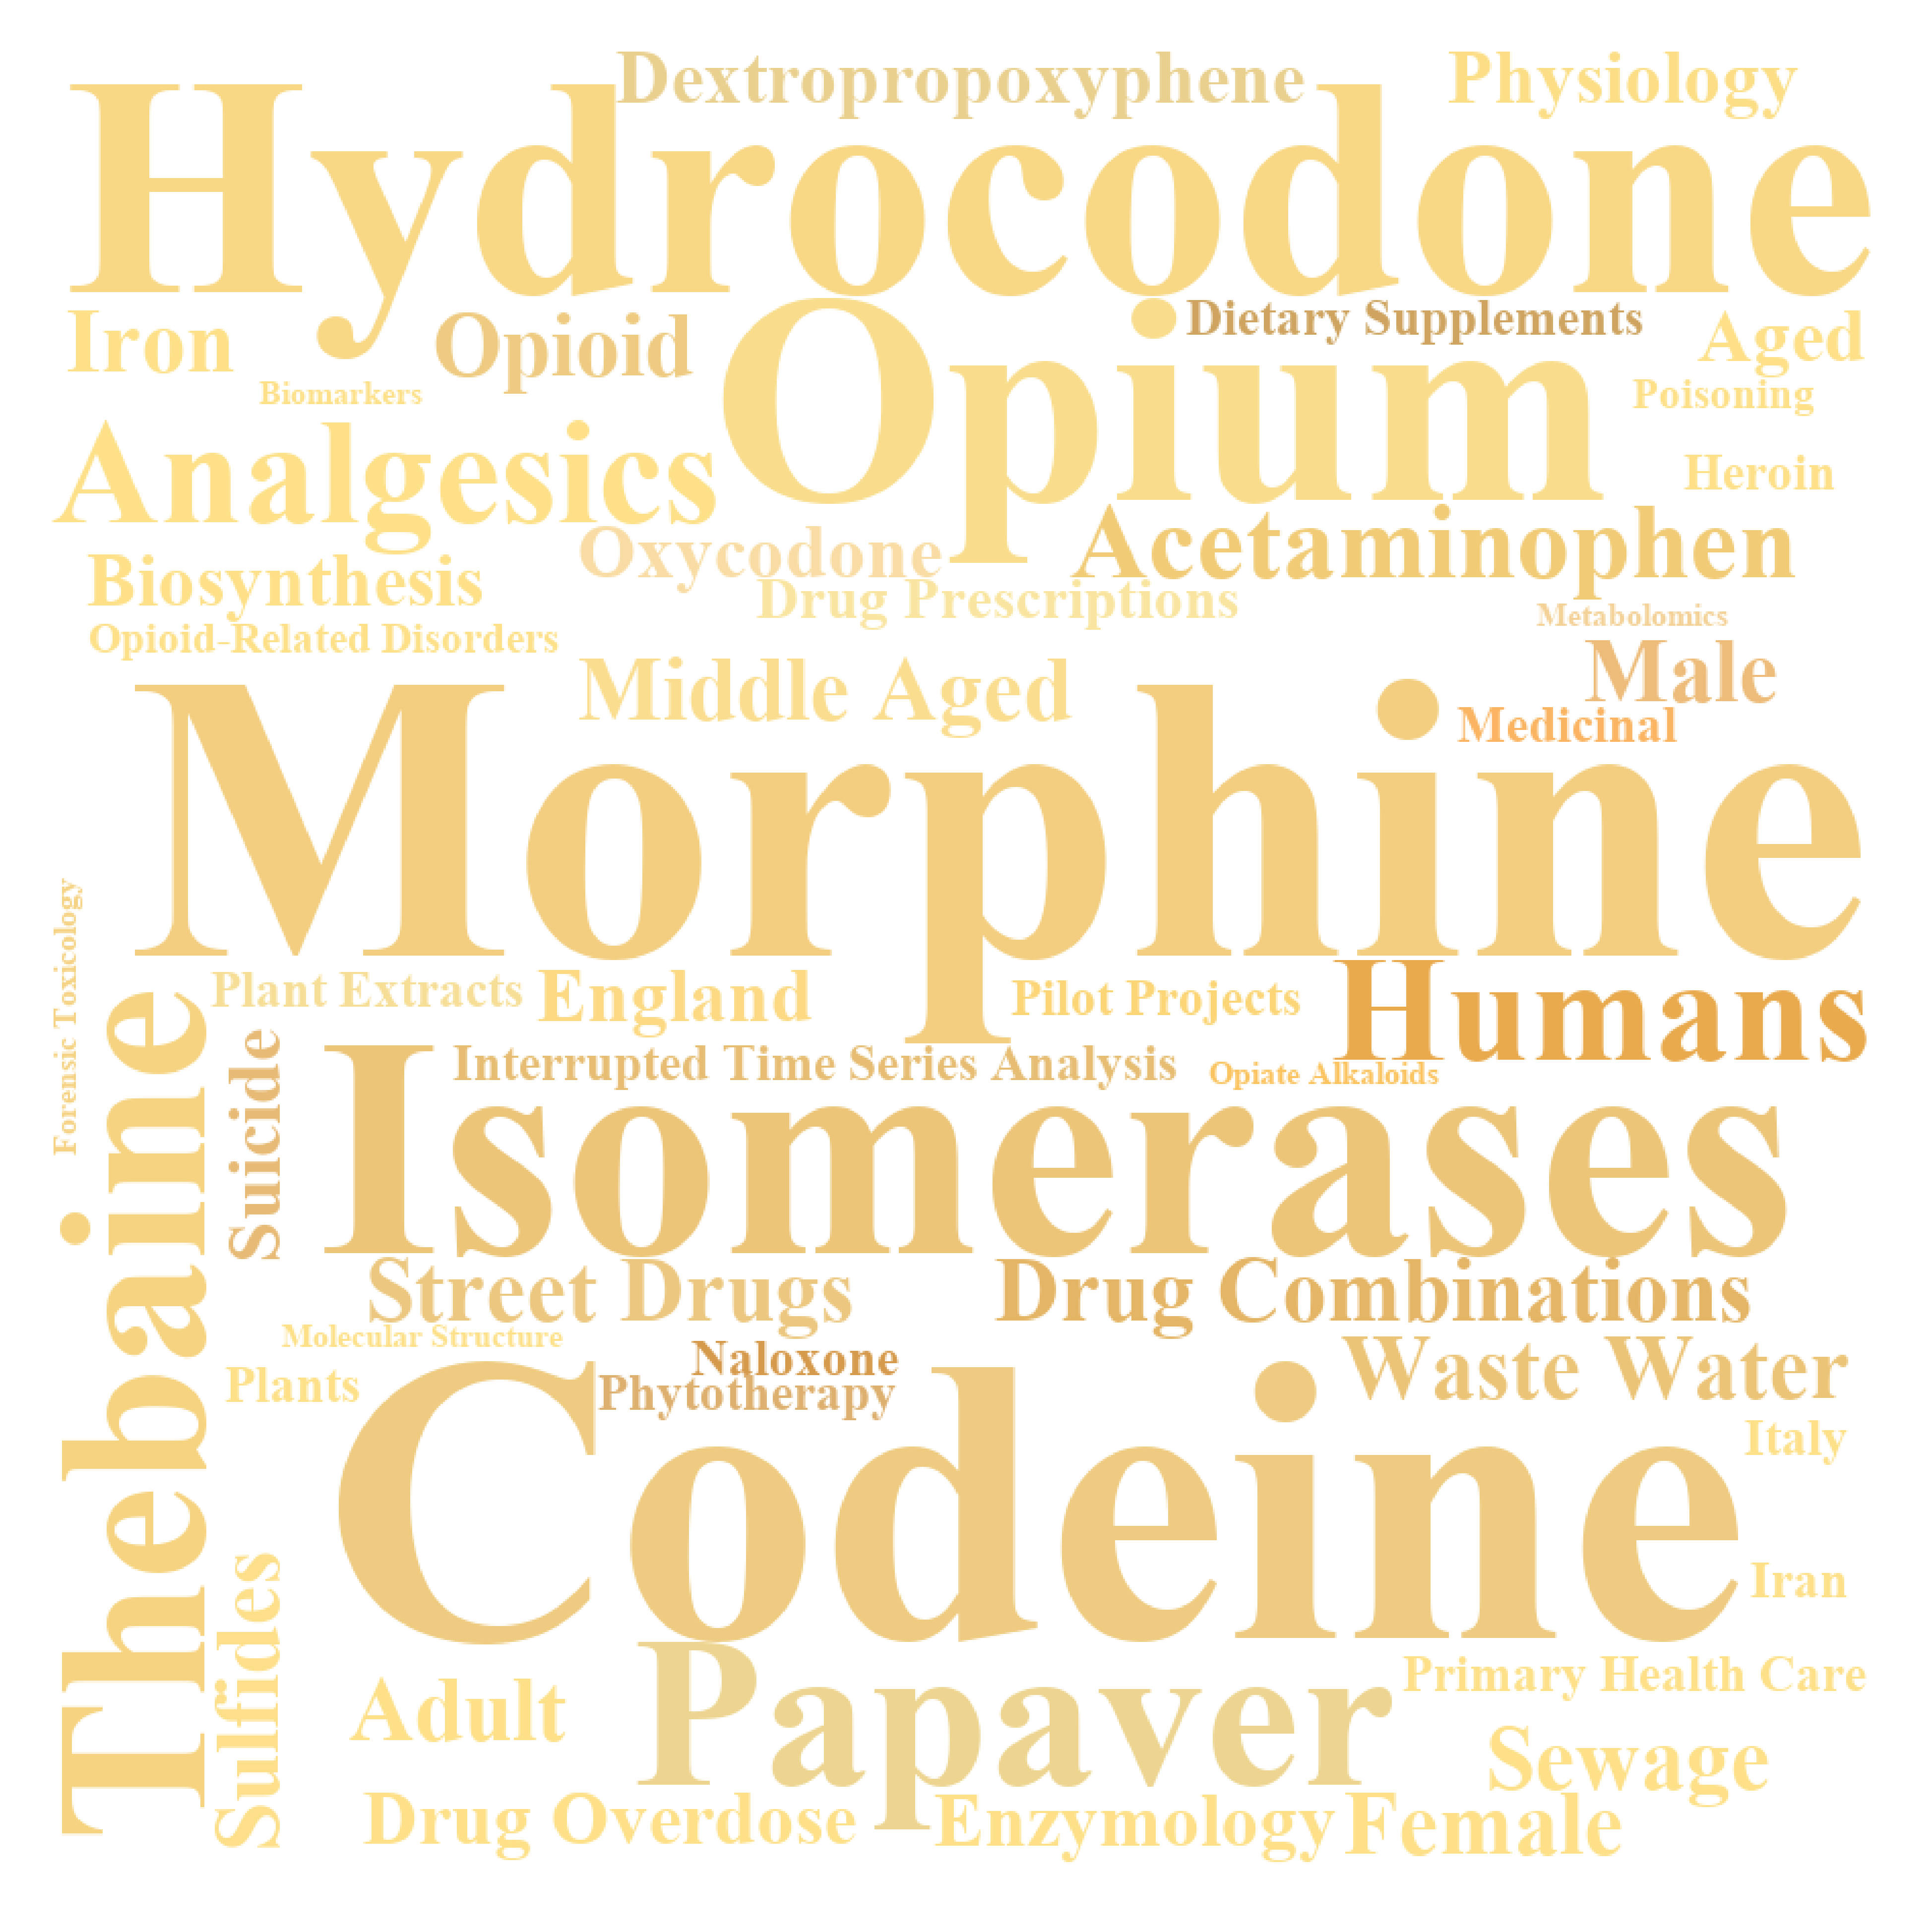 Dextropropoxyphene
Physiology
Hydrocodone
Iron
Opioid
Opium
Dietary Supplements
Aged
Biomarkers
Poisoning
Analgesics
Heroin
Oxycodone
Acetaminophen
Biosynthesis
Drug Prescriptions
Metabolomics
Opioid-Related Disorders
Middle Aged
Male
Medicinal
Morphine
Forensic Toxicology
Plant Extracts
England
Pilot Projects
Humans
Thebaine
Suicide
Interrupted Time Series Analysis
Opiate Alkaloids
Isomerases
Street Drugs
Drug Combinations
Molecular Structure
Naloxone
Waste Water
Plants
Phytotherapy
Codeine
Italy
Iran
Sulfides
Papaver
Primary Health Care
Adult
Sewage
Drug Overdose
Enzymology
Female